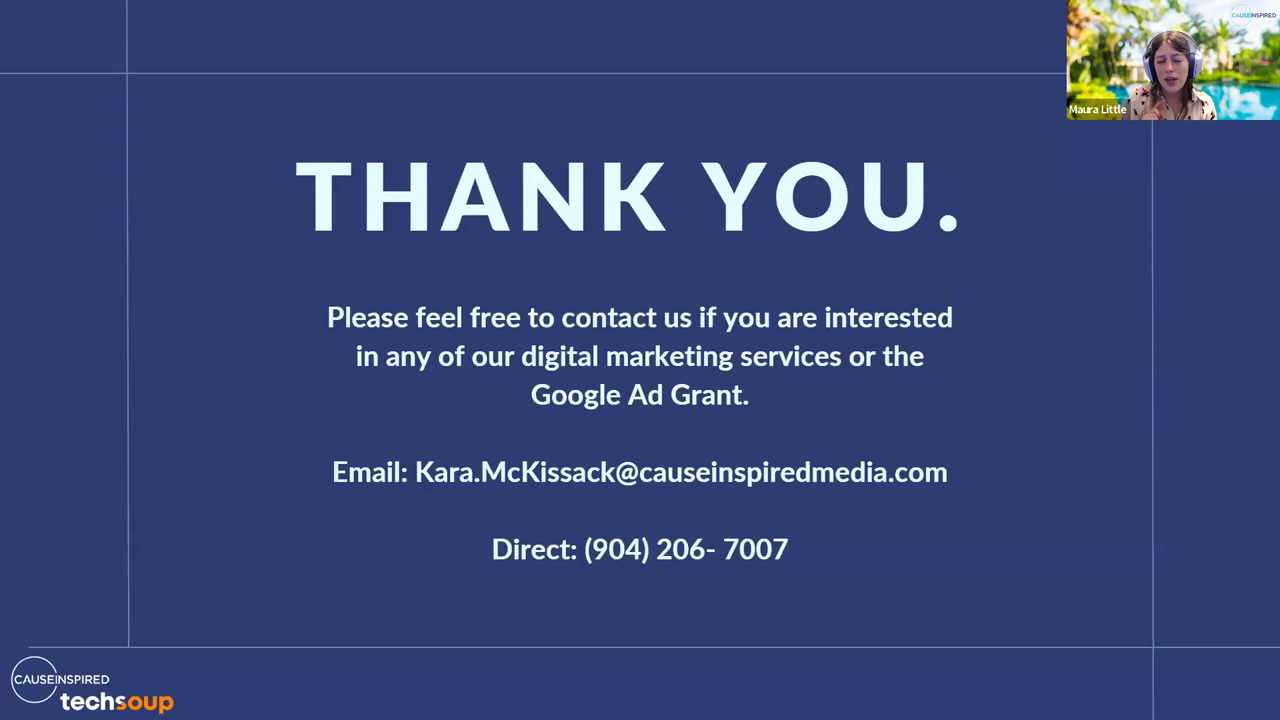 CAUSEINSPIRED
Maura Little
THANK YOU.
Please feel free to contact us if you are interested
in any of our digital marketing services or the
Google Ad Grant.
Email: Kara.McKissack@causeinspiredmedia.com
Direct: (904) 206- 7007
CAUSEINSPIRED
techsoup